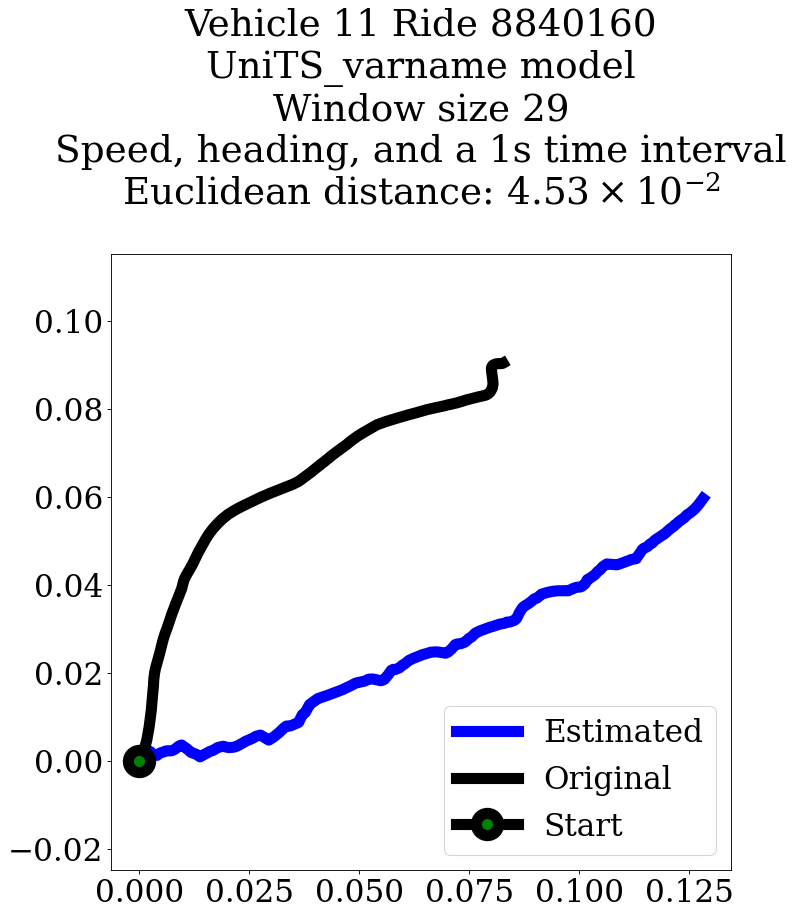 Vehicle 11 Ride 8840160
UniTS_varname model
Window size 29
Speed, heading, and a 1s time interval
Euclidean distance: 4.53 × 10⁻²
0.10
0.08
0.06
0.04
0.02
0.00
−0.02
Estimated
Original
Start
0.000 0.025 0.050 0.075 0.100 0.125